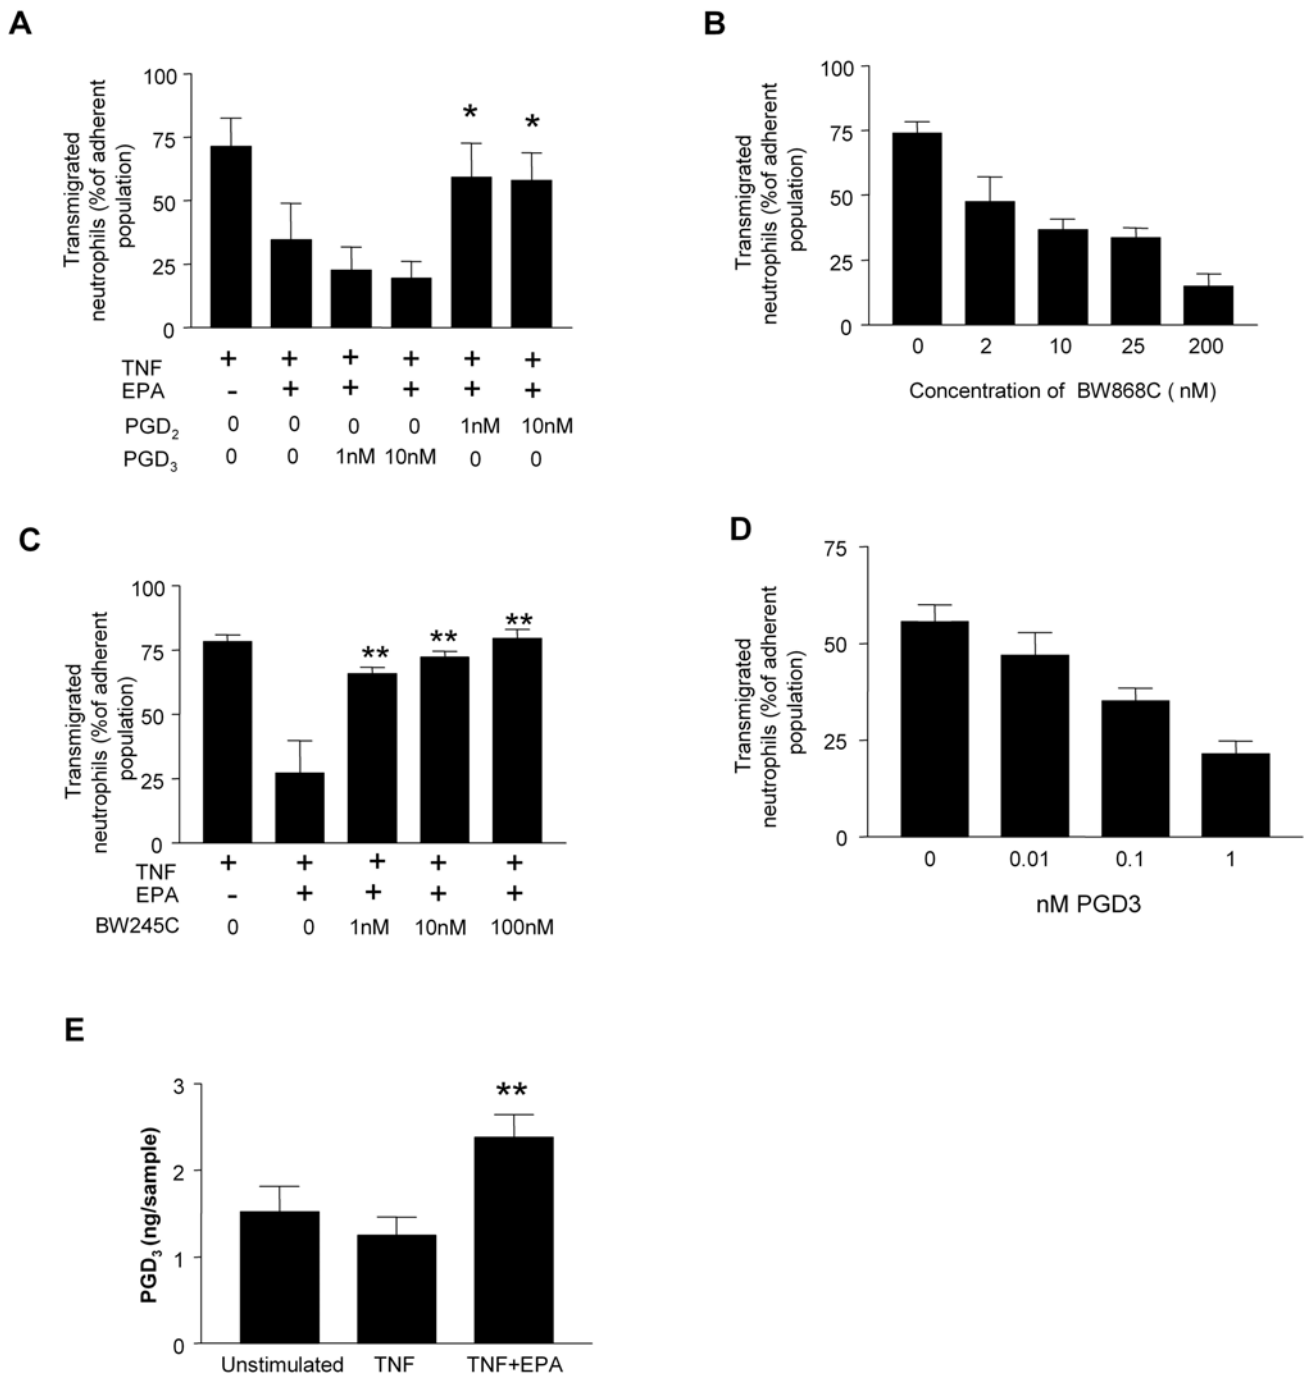 A
Transmigrated
neutrophils (%of adherent
population)
100
75
50
25
0
* *
TNF + + + + + +
EPA - + + + + +
PGD2 0 0 0 0 1nM 10nM
PGD3 0 0 1nM 10nM 0 0
B
Transmigrated
neutrophils (%of adherent
population)
100
75
50
25
0
0 2 10 25 200
Concentration of BW868C ( nM)
C
Transmigrated
neutrophils (%of adherent
population)
100
75
50
25
0
** ** **
TNF + + + + +
EPA - + + + +
BW245C 0 0 1nM 10nM 100nM
D
Transmigrated
neutrophils (%of adherent
population)
75
50
25
0
0 0.01 0.1 1
nM PGD3
E
PGD3 (ng/sample)
3
2
1
0
**
Unstimulated TNF TNF+EPA